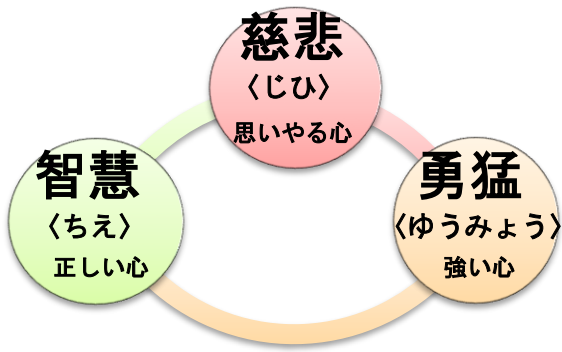 慈悲
〈じひ〉
思いやる心
智慧
〈ちえ〉
正しい心
勇猛
〈ゆうみょう〉
強い心